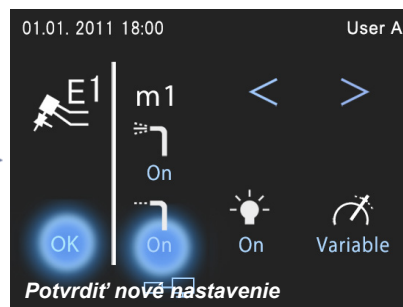 01.01. 2011 18:00 User A
E1 m1 < >
On
OK On On Variable
Potvrdiť nové nastavenie